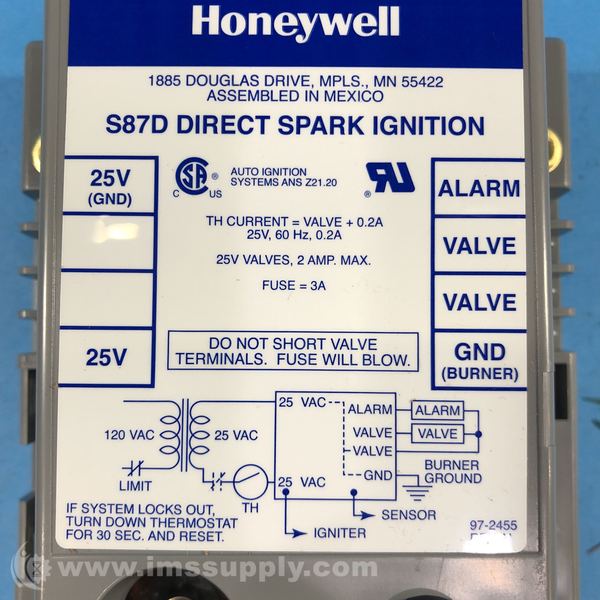 Honeywell
1885 DOUGLAS DRIVE, MPLS., MN 55422
ASSEMBLED IN MEXICO
S87D DIRECT SPARK IGNITION
25V
(GND)
25V
CSA
®
C US
AUTO IGNITION
SYSTEMS ANS Z21.20
RU
®
TH CURRENT = VALVE + 0.2A
25V, 60 Hz, 0.2A
25V VALVES, 2 AMP. MAX.
FUSE = 3A
DO NOT SHORT VALVE
TERMINALS. FUSE WILL BLOW.
ALARM
VALVE
VALVE
GND
(BURNER)
120 VAC
25 VAC
LIMIT
TH
25 VAC
25 VAC
ALARM
VALVE
VALVE
GND
ALARM
VALVE
BURNER
GROUND
SENSOR
IGNITER
IF SYSTEM LOCKS OUT,
TURN DOWN THERMOSTAT
FOR 30 SEC. AND RESET.
97-2455
www.imssupply.com